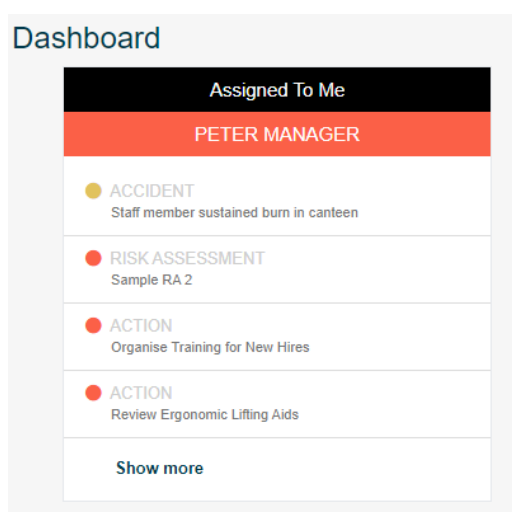 Dashboard
Assigned To Me
PETER MANAGER
ACCIDENT
Staff member sustained burn in canteen
RISK ASSESSMENT
Sample RA 2
ACTION
Organise Training for New Hires
ACTION
Review Ergonomic Lifting Aids
Show more